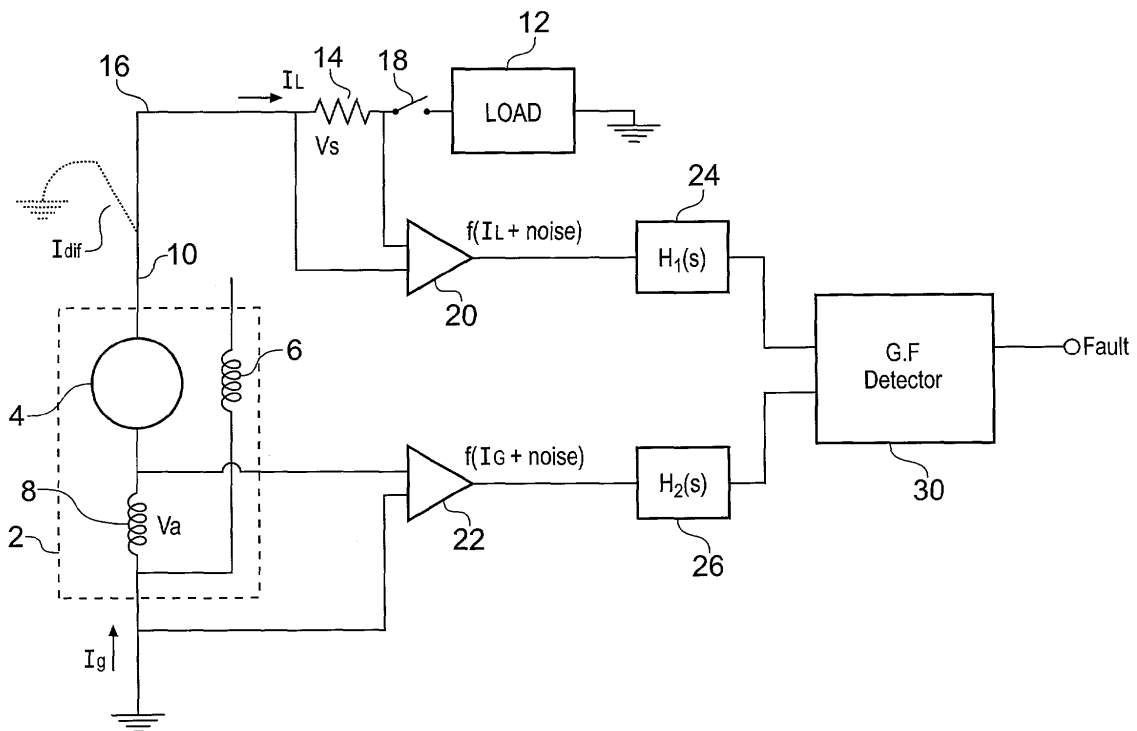 12
14
18
16
IL
LOAD
Vs
24
f(IL + noise)
H1(s)
Idif
10
20
6
G.F
Detector
Fault
4
f(IG + noise)
8
H2(s)
30
Va
2
22
26
Ig